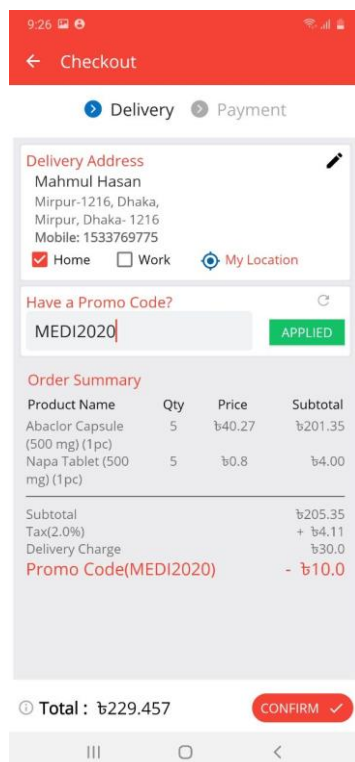 9:26
Checkout
Delivery Payment
Delivery Address
Mahmul Hasan
Mirpur-1216, Dhaka,
Mirpur, Dhaka- 1216
Mobile: 1533769775
Home Work My Location
Have a Promo Code?
MEDI2020 APPLIED
Order Summary
Product Name Qty Price Subtotal
Abaclor Capsule 5 ৳40.27 ৳201.35
(500 mg) (1pc)
Napa Tablet (500 5 ৳0.8 ৳4.00
mg) (1pc)
Subtotal ৳205.35
Tax(2.0%) + ৳4.11
Delivery Charge ৳30.0
Promo Code(MEDI2020) - ৳10.0
Total : ৳229.457 CONFIRM